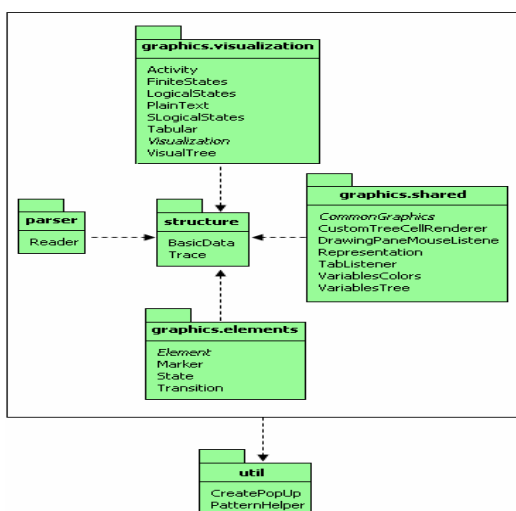 graphics.visualization
Activity
FiniteStates
LogicalStates
PlainText
SLogicalStates
Tabular
Visualization
VisualTree
parser
Reader
structure
BasicData
Trace
graphics.shared
CommonGraphics
CustomTreeCellRenderer
DrawingPaneMouseListene
Representation
TabListener
VariablesColors
VariablesTree
graphics.elements
Element
Marker
State
Transition
util
CreatePopUp
PatternHelper